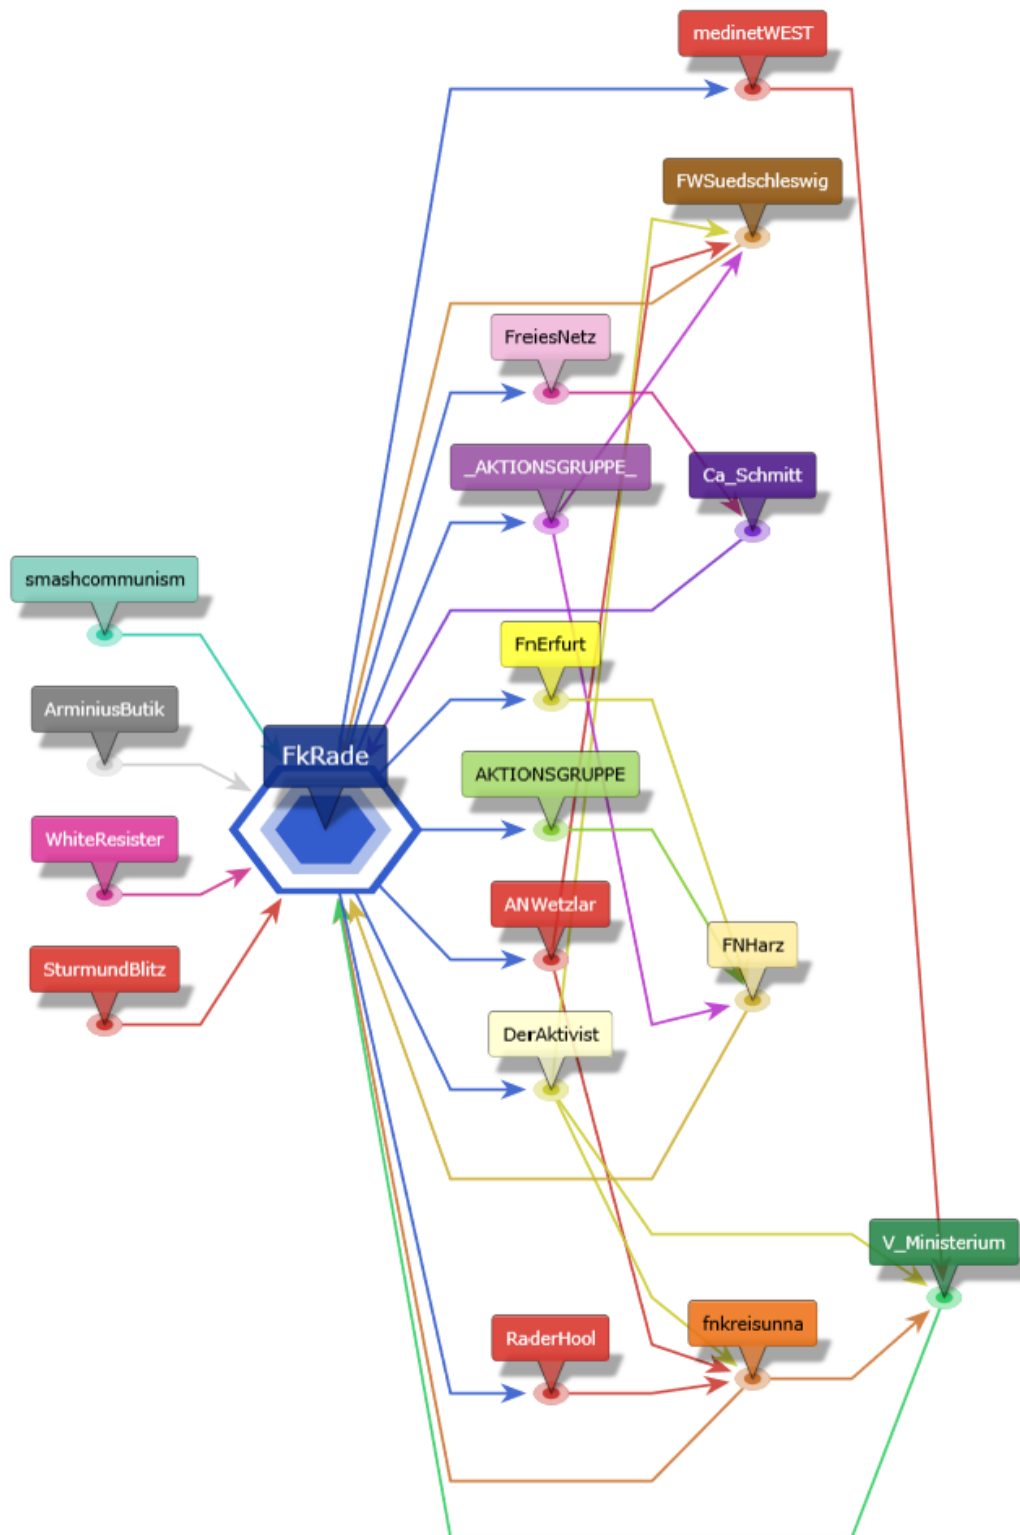 medinetWEST
FWSuedschleswig
FreiesNetz
_AKTIONSGRUPPE_
Ca_Schmitt
smashcommunism
FnErfurt
ArminiusButik
FkRade
AKTIONSGRUPPE
WhiteResister
ANWetzlar
FNHarz
SturmundBlitz
DerAktivist
V_Ministerium
RaderHool
fnkreisunna